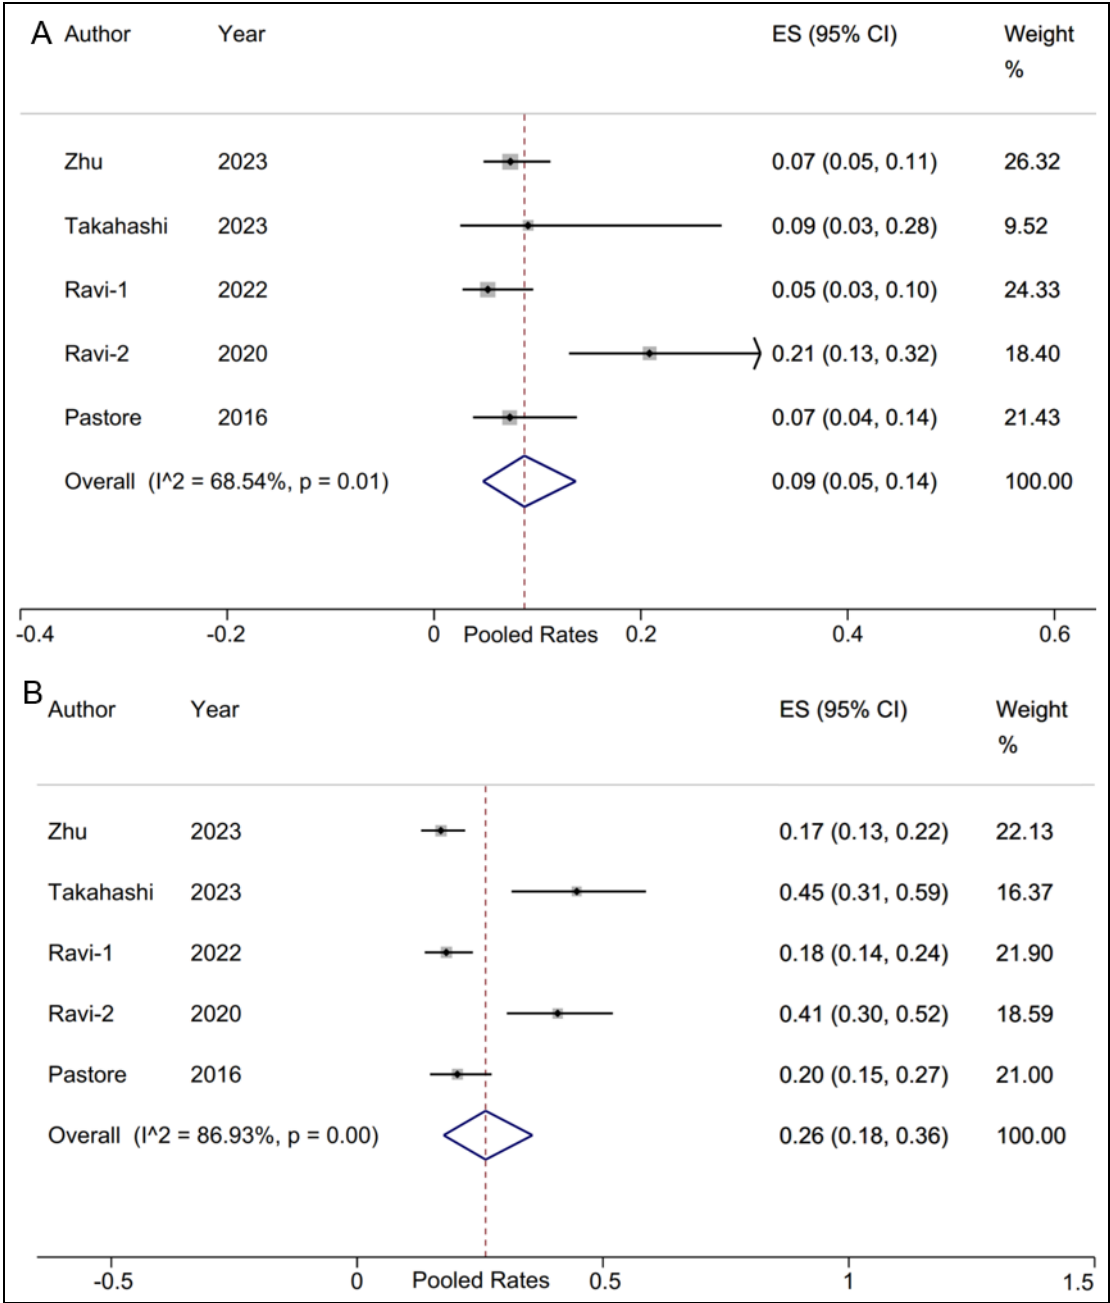 A Author Year ES (95% CI) Weight
%
Zhu 2023 0.07 (0.05, 0.11) 26.32
Takahashi 2023 0.09 (0.03, 0.28) 9.52
Ravi-1 2022 0.05 (0.03, 0.10) 24.33
Ravi-2 2020 0.21 (0.13, 0.32) 18.40
Pastore 2016 0.07 (0.04, 0.14) 21.43
Overall (I^2 = 68.54%, p = 0.01) 0.09 (0.05, 0.14) 100.00
-0.4 -0.2 0 Pooled Rates 0.2 0.4 0.6
B Author Year ES (95% CI) Weight
%
Zhu 2023 0.17 (0.13, 0.22) 22.13
Takahashi 2023 0.45 (0.31, 0.59) 16.37
Ravi-1 2022 0.18 (0.14, 0.24) 21.90
Ravi-2 2020 0.41 (0.30, 0.52) 18.59
Pastore 2016 0.20 (0.15, 0.27) 21.00
Overall (I^2 = 86.93%, p = 0.00) 0.26 (0.18, 0.36) 100.00
-0.5 0 Pooled Rates 0.5 1 1.5